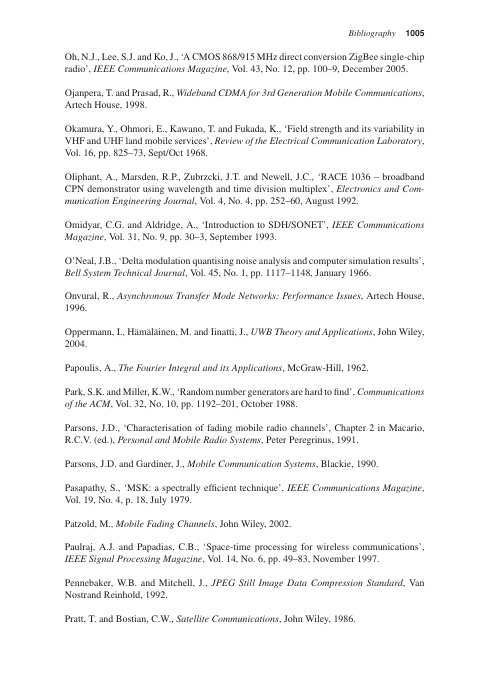 Bibliography 1005
Oh, N.J., Lee, S.J. and Ko, J., ‘A CMOS 868/915 MHz direct conversion ZigBee single-chip
radio’, IEEE Communications Magazine, Vol. 43, No. 12, pp. 100–9, December 2005.
Ojanpera, T. and Prasad, R., Wideband CDMA for 3rd Generation Mobile Communications,
Artech House, 1998.
Okamura, Y., Ohmori, E., Kawano, T. and Fukada, K., ‘Field strength and its variability in
VHF and UHF land mobile services’, Review of the Electrical Communication Laboratory,
Vol. 16, pp. 825–73, Sept/Oct 1968.
Oliphant, A., Marsden, R.P., Zubrzcki, J.T. and Newell, J.C., ‘RACE 1036 – broadband
CPN demonstrator using wavelength and time division multiplex’, Electronics and Com-
munication Engineering Journal, Vol. 4, No. 4, pp. 252–60, August 1992.
Omidyar, C.G. and Aldridge, A., ‘Introduction to SDH/SONET’, IEEE Communications
Magazine, Vol. 31, No. 9, pp. 30–3, September 1993.
O’Neal, J.B., ‘Delta modulation quantising noise analysis and computer simulation results’,
Bell System Technical Journal, Vol. 45, No. 1, pp. 1117–1148, January 1966.
Onvural, R., Asynchronous Transfer Mode Networks: Performance Issues, Artech House,
1996.
Oppermann, I., Hämäläinen, M. and Iinatti, J., UWB Theory and Applications, John Wiley,
2004.
Papoulis, A., The Fourier Integral and its Applications, McGraw-Hill, 1962.
Park, S.K. and Miller, K.W., ‘Random number generators are hard to find’, Communications
of the ACM, Vol. 32, No. 10, pp. 1192–201, October 1988.
Parsons, J.D., ‘Characterisation of fading mobile radio channels’, Chapter 2 in Macario,
R.C.V. (ed.), Personal and Mobile Radio Systems, Peter Peregrinus, 1991.
Parsons, J.D. and Gardiner, J., Mobile Communication Systems, Blackie, 1990.
Pasapathy, S., ‘MSK: a spectrally efficient technique’, IEEE Communications Magazine,
Vol. 19, No. 4, p. 18, July 1979.
Patzold, M., Mobile Fading Channels, John Wiley, 2002.
Paulraj, A.J. and Papadias, C.B., ‘Space-time processing for wireless communications’,
IEEE Signal Processing Magazine, Vol. 14, No. 6, pp. 49–83, November 1997.
Pennebaker, W.B. and Mitchell, J., JPEG Still Image Data Compression Standard, Van
Nostrand Reinhold, 1992.
Pratt, T. and Bostian, C.W., Satellite Communications, John Wiley, 1986.